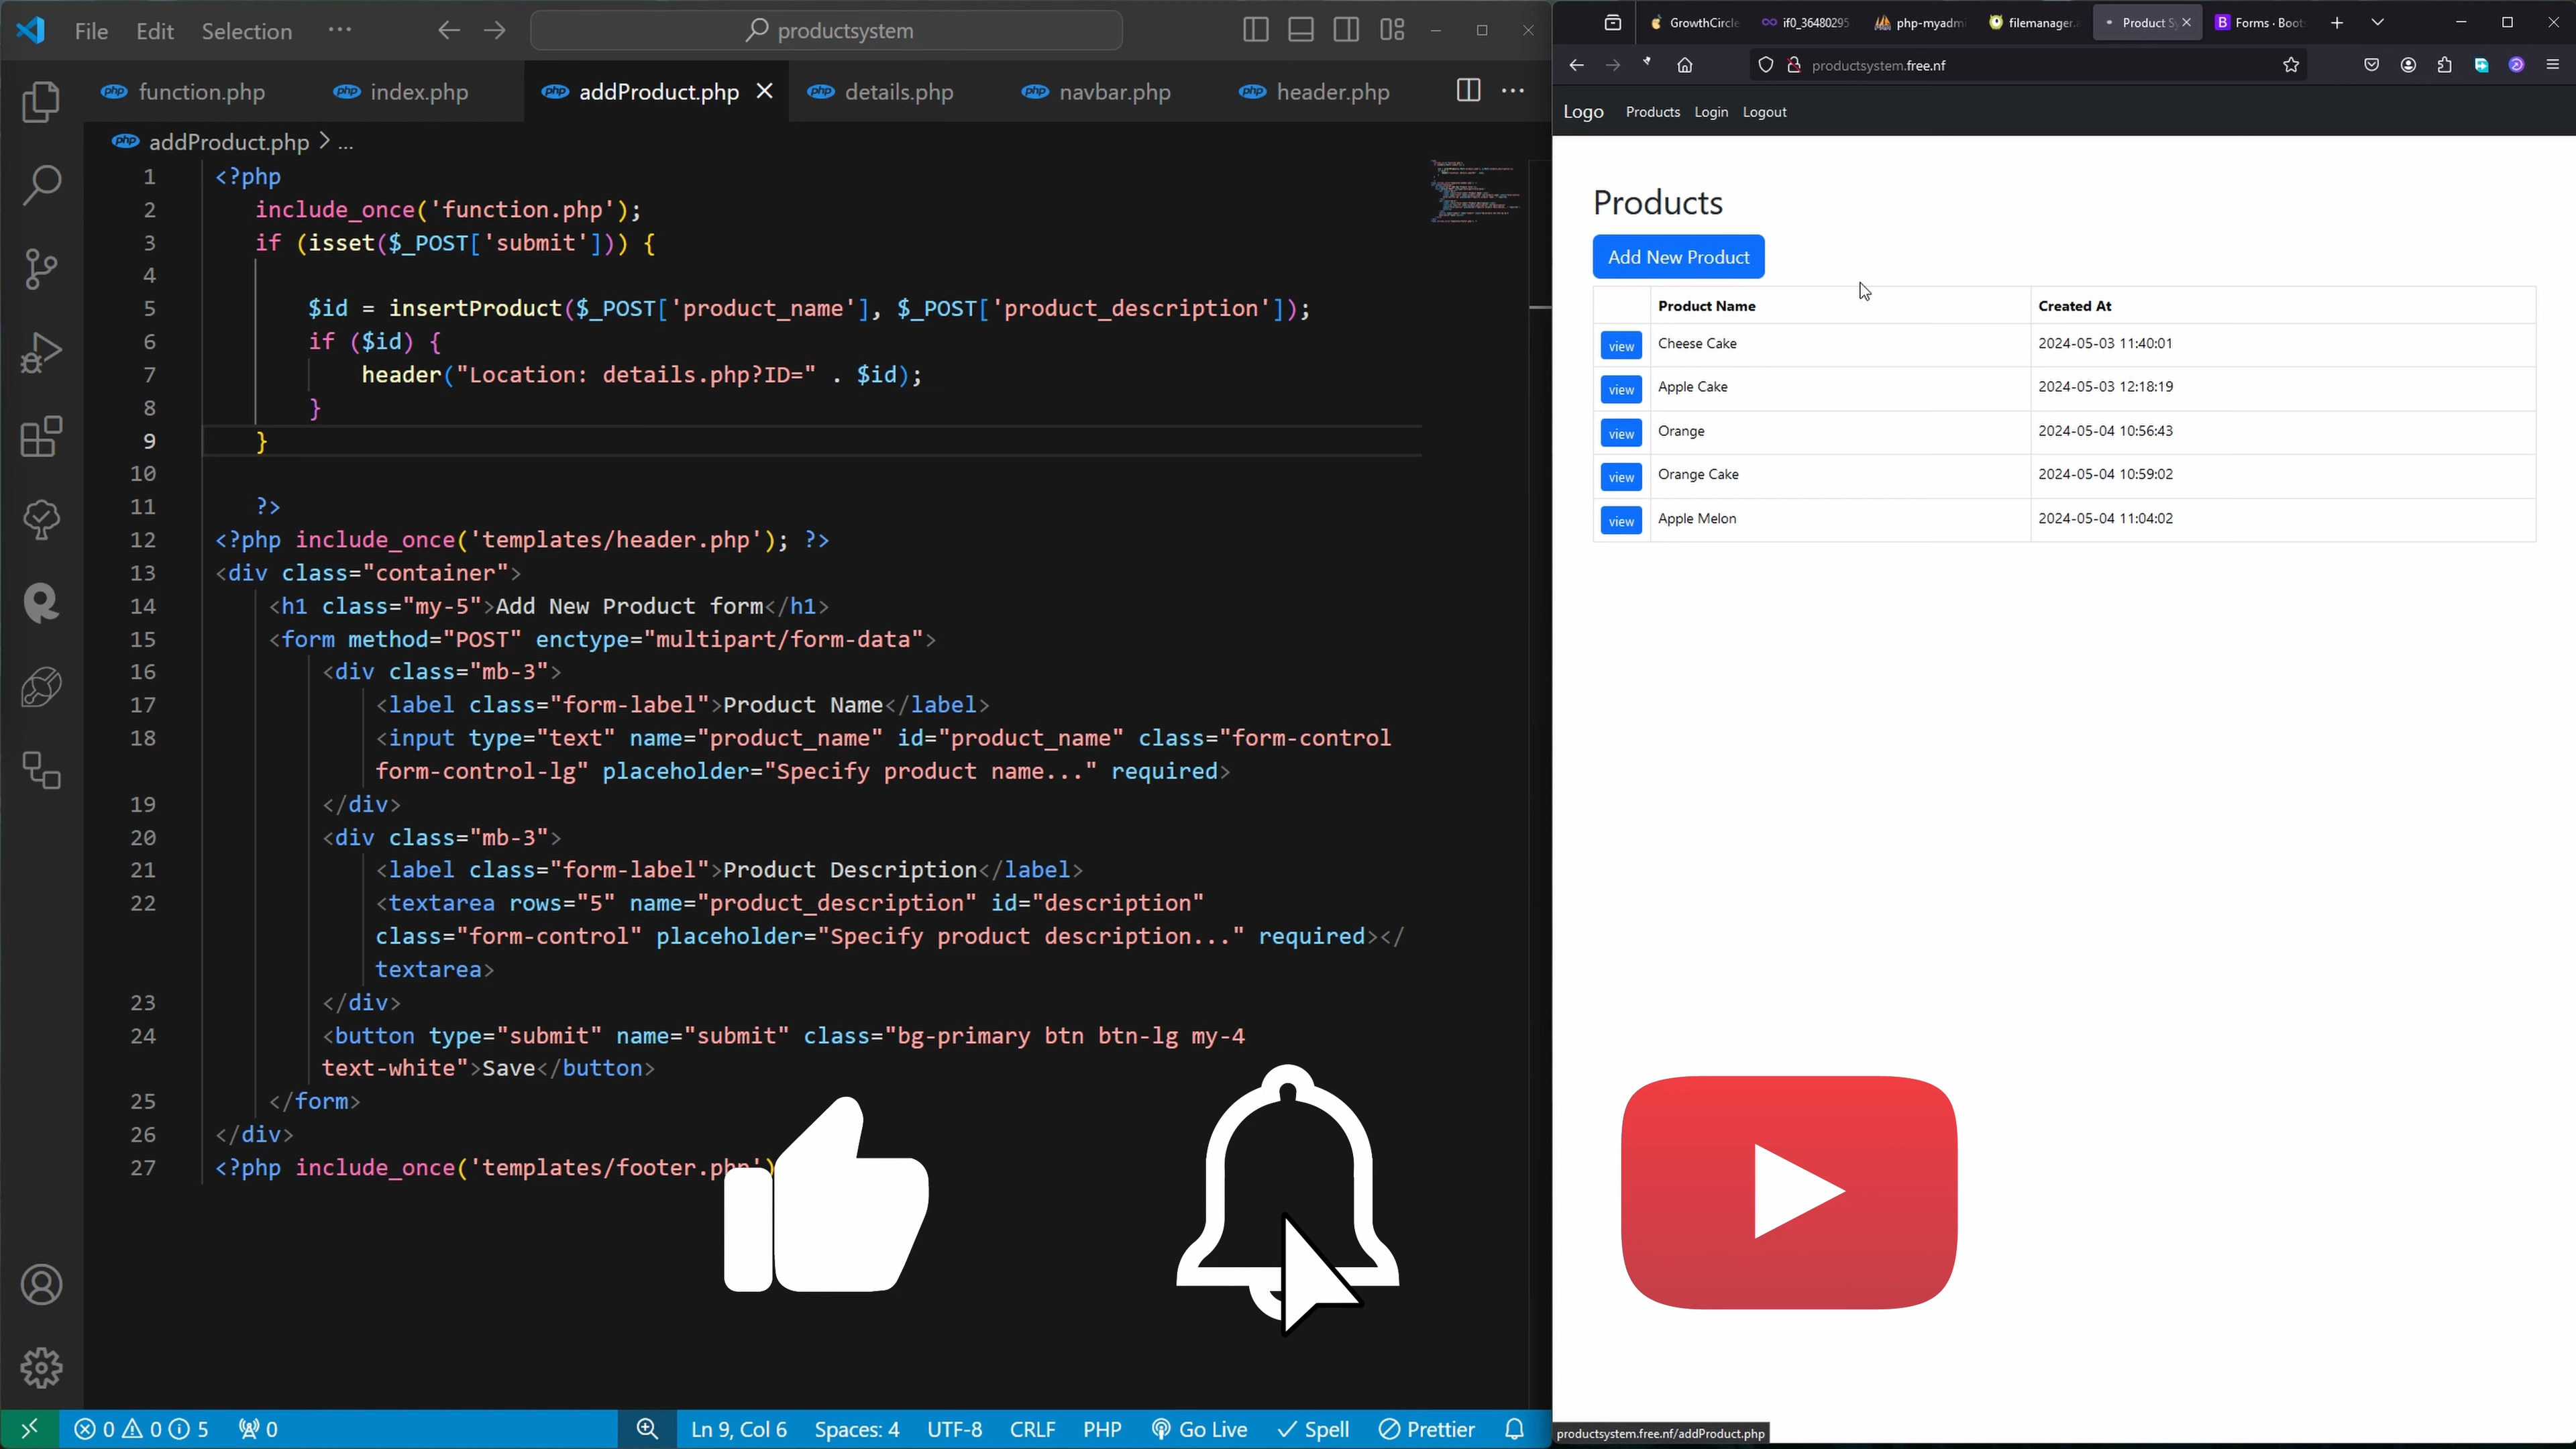 File Edit Selection ···
productsystem
function.php index.php addProduct.php details.php navbar.php header.php
addProduct.php > ...
1 <?php
2 include_once('function.php');
3 if (isset($_POST['submit'])) {
4
5 $id = insertProduct($_POST['product_name'], $_POST['product_description']);
6 if ($id) {
7 header("Location: details.php?ID=" . $id);
8 }
9 }
10
11 ?>
12 <?php include_once('templates/header.php'); ?>
13 <div class="container">
14 <h1 class="my-5">Add New Product form</h1>
15 <form method="POST" enctype="multipart/form-data">
16 <div class="mb-3">
17 <label class="form-label">Product Name</label>
18 <input type="text" name="product_name" id="product_name" class="form-control
form-control-lg" placeholder="Specify product name..." required>
19 </div>
20 <div class="mb-3">
21 <label class="form-label">Product Description</label>
22 <textarea rows="5" name="product_description" id="description"
class="form-control" placeholder="Specify product description..." required></
textarea>
23 </div>
24 <button type="submit" name="submit" class="bg-primary btn btn-lg my-4
text-white">Save</button>
25 </form>
26 </div>
27 <?php include_once('templates/footer.php')
0 0 5 0 Ln 9, Col 6 Spaces: 4 UTF-8 CRLF PHP Go Live Spell Prettier
GrowthCircle if0_36480295 php-myadmi filemanager. Product Sy Forms · Boots
productsystem.free.nf
Logo Products Login Logout
Products
Add New Product
Product Name Created At
view Cheese Cake 2024-05-03 11:40:01
view Apple Cake 2024-05-03 12:18:19
view Orange 2024-05-04 10:56:43
view Orange Cake 2024-05-04 10:59:02
view Apple Melon 2024-05-04 11:04:02
productsystem.free.nf/addProduct.php